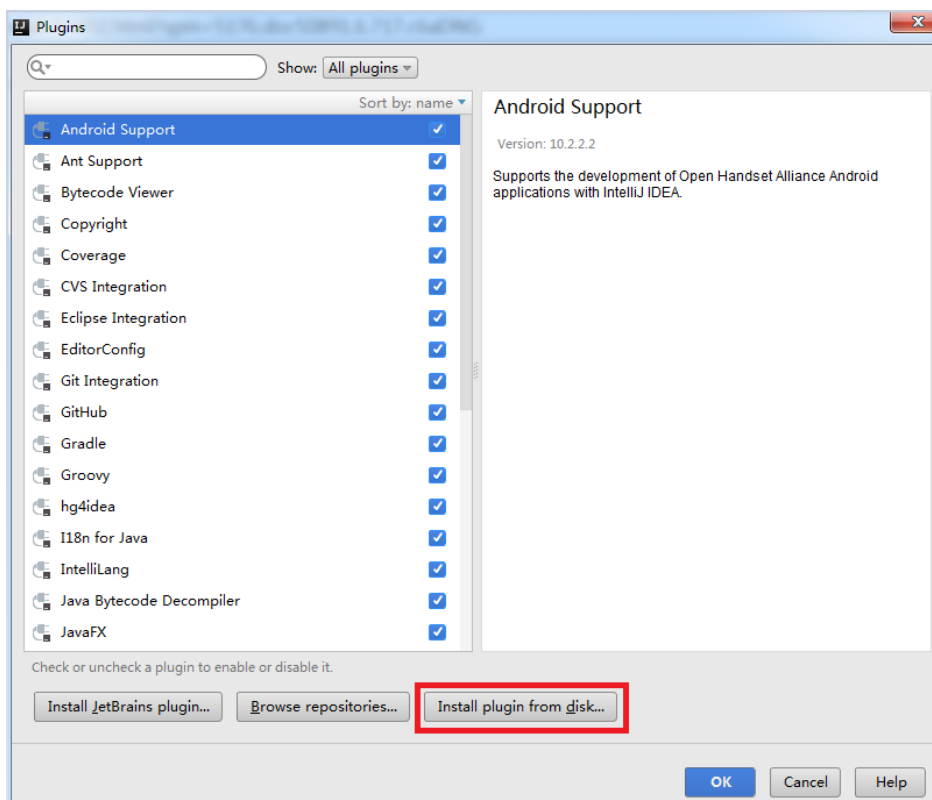 Plugins
Show: All plugins
Sort by: name
Android Support
Ant Support
Bytecode Viewer
Copyright
Coverage
CVS Integration
Eclipse Integration
EditorConfig
Git Integration
GitHub
Gradle
Groovy
hg4idea
I18n for Java
IntelliLang
Java Bytecode Decompiler
JavaFX
Android Support
Version: 10.2.2.2
Supports the development of Open Handset Alliance Android
applications with IntelliJ IDEA.
Check or uncheck a plugin to enable or disable it.
Install JetBrains plugin... Browse repositories... Install plugin from disk...
OK Cancel Help